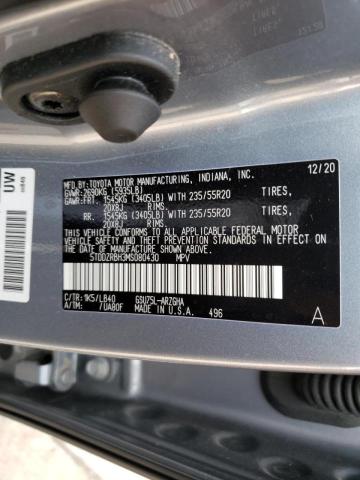 UW
MFD.BY:TOYOTA MOTOR MANUFACTURING, INDIANA, INC.
12/20
GVWR:2690KG (5935LB)
GAWR:FRT. 1545KG (3405LB) WITH 235/55R20 TIRES,
20X8J RIMS.
RR. 1545KG (3405LB) WITH 235/55R20 TIRES,
20X8J RIMS.
THIS VEHICLE CONFORMS TO ALL APPLICABLE FEDERAL
MOTOR VEHICLE SAFETY AND THEFT PREVENTION STANDARDS
IN EFFECT ON THE DATE OF MANUFACTURE SHOWN ABOVE.
5TDDZRBH3MS080430 MPV
C/TR:1K5/LB40 GSU75L-ARZGHA
A/TM: /UA80F MADE IN U.S.A.
496
A